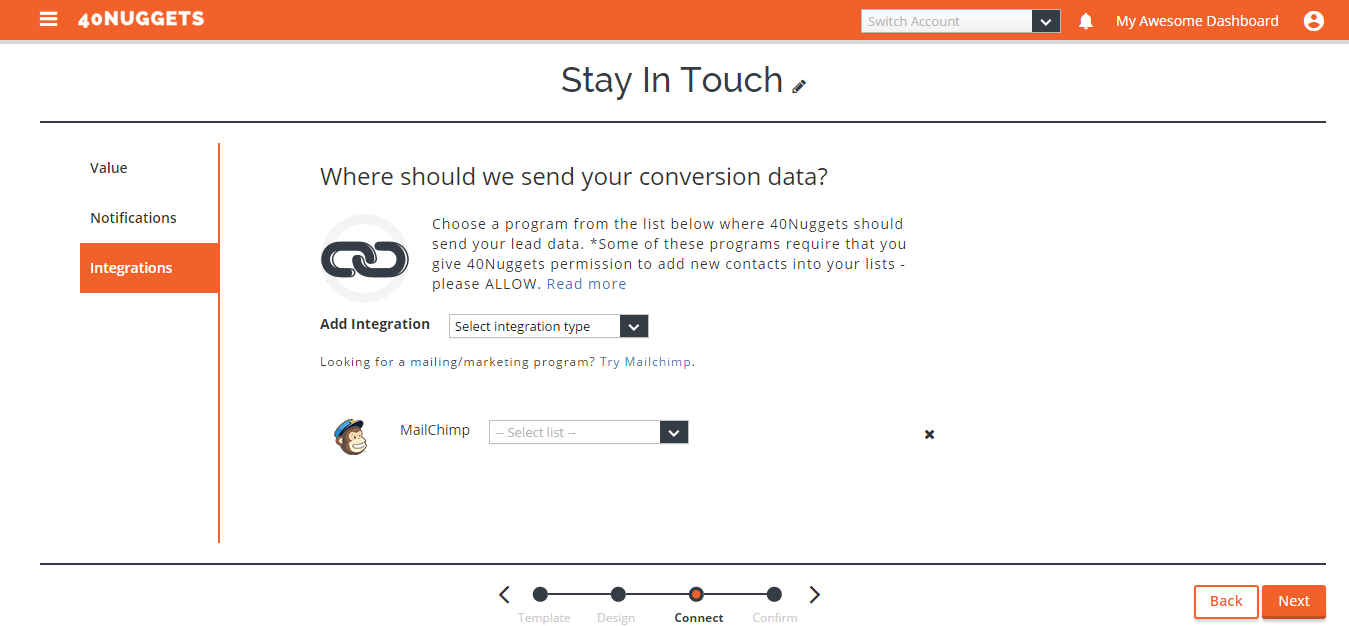 40NUGGETS
Switch Account
My Awesome Dashboard
Stay In Touch
Value
Notifications
Integrations
Where should we send your conversion data?
Choose a program from the list below where 40Nuggets should
send your lead data. *Some of these programs require that you
give 40Nuggets permission to add new contacts into your lists -
please ALLOW. Read more
Add Integration
Select integration type
Looking for a mailing/marketing program? Try Mailchimp.
MailChimp
-- Select list --
Template
Design
Connect
Confirm
Back
Next